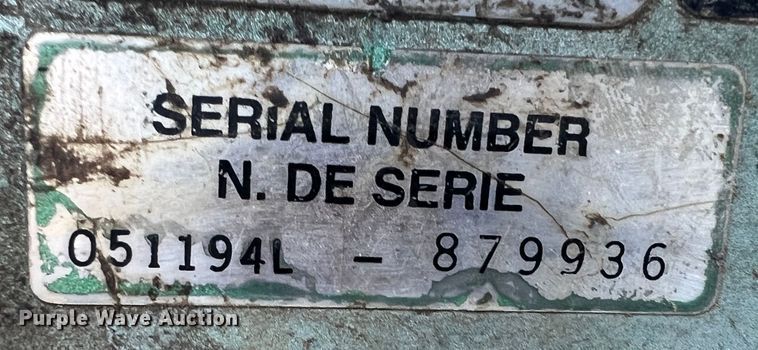 SERIAL NUMBER
N. DE SERIE
051194L - 879936
Purple Wave Auction